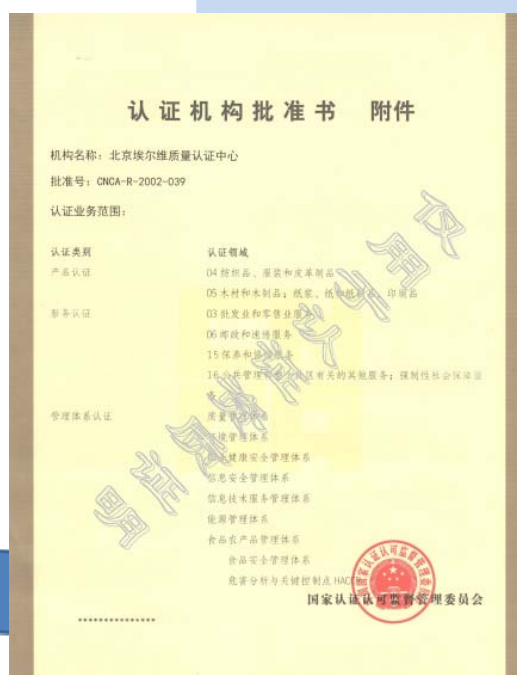 认证机构批准书 附件
机构名称：北京埃尔维质量认证中心
批准号：CNCA-R-2002-039
认证业务范围：
认证类别 认证领域
产品认证 04 纺织品、服装和皮革制品
05 木材和木制品；纸浆、纸和纸制品，印刷品
服务认证 03 批发业和零售业服务
06 邮政和速递服务
15 保养和修理服务
16 公共管理和整个社区有关的其他服务；强制性社会保障服
务
管理体系认证 质量管理体系
环境管理体系
职业健康安全管理体系
信息安全管理体系
信息技术服务管理体系
能源管理体系
食品农产品管理体系
食品安全管理体系
危害分析与关键控制点 HACCP
国家认证认可监督管理委员会
***************
仅用于认证资质证明